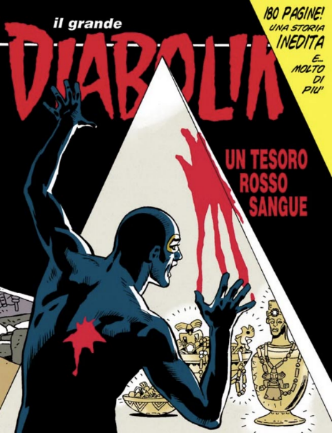 il grande
DIABOLIK
180 PAGINE!
UNA STORIA
INEDITA
E...
MOLTO
DI
PIU'
UN TESORO
ROSSO
SANGUE